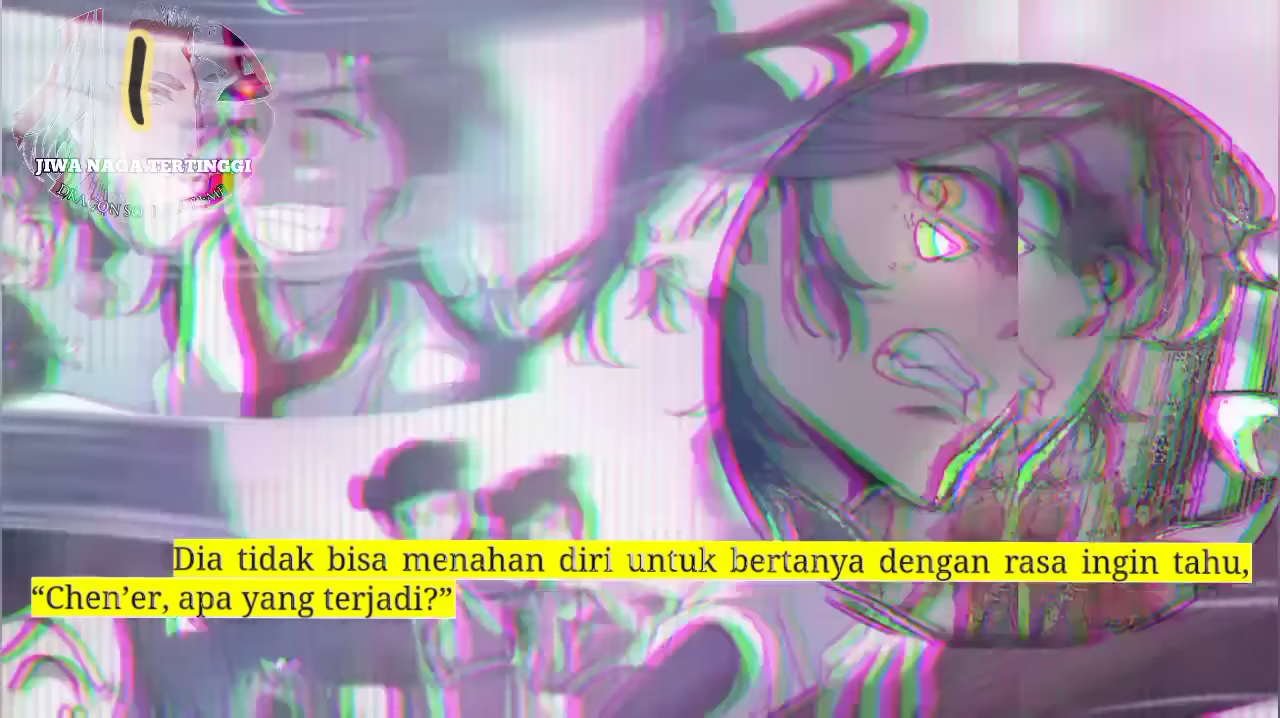 JIWA NAGA TERTINGGI
Dia tidak bisa menahan diri untuk bertanya dengan rasa ingin tahu,
“Chen’er, apa yang terjadi?”